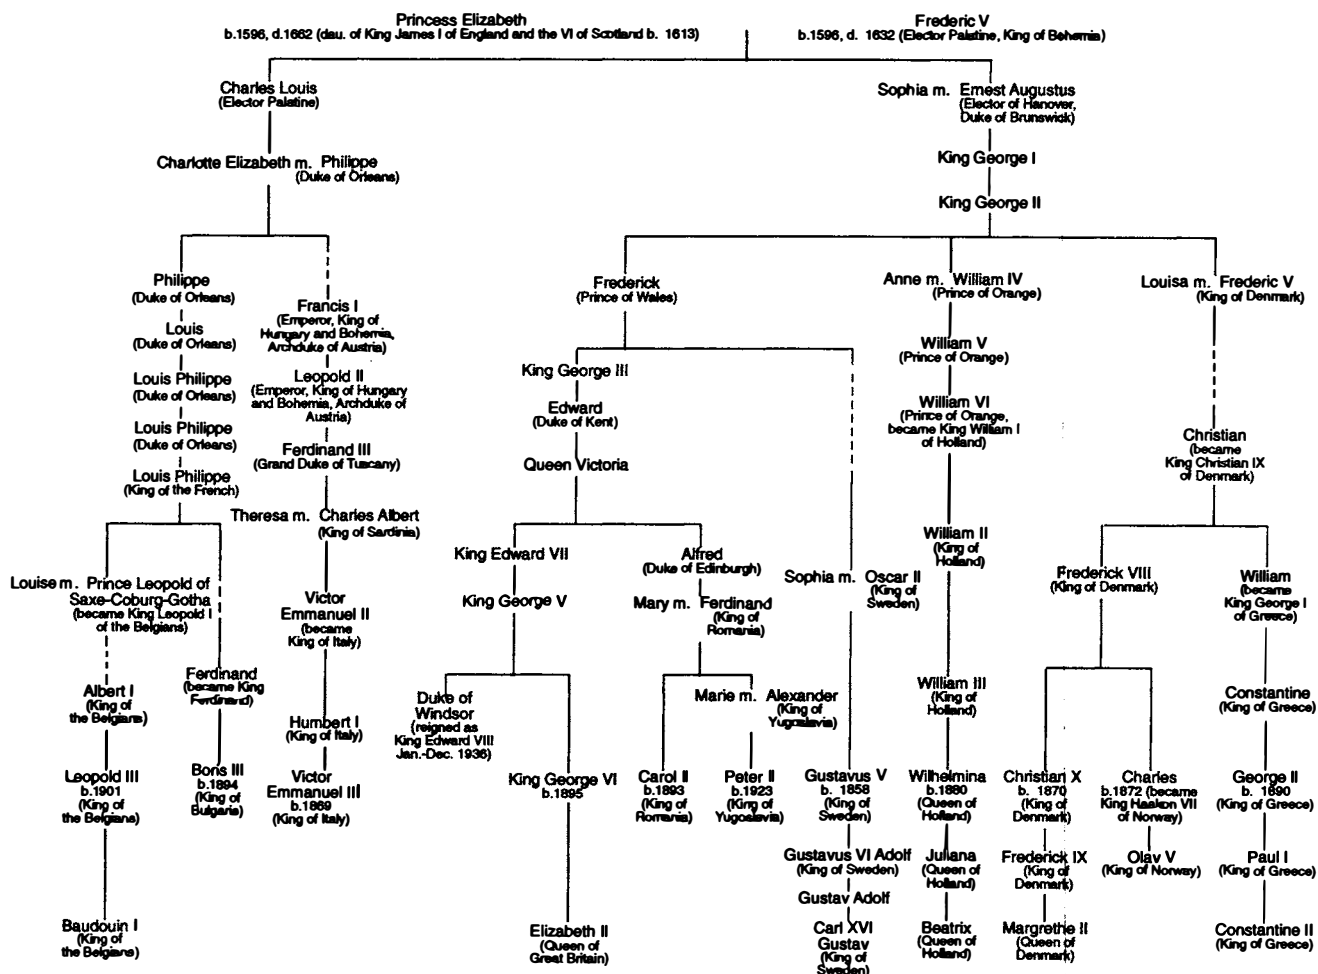 Princess Elizabeth
b.1596, d.1662 (dau. of King James I of England and the VI of Scotland b. 1613)
Frederic V
b.1596, d. 1632 (Elector Palatine, King of Bohemia)
Charles Louis
(Elector Palatine)
Sophia m. Ernest Augustus
(Elector of Hanover,
Duke of Brunswick)
Charlotte Elizabeth m. Philippe
(Duke of Orleans)
King George I
King George II
Philippe
(Duke of Orleans)
Louis
(Duke of Orleans)
Louis Philippe
(Duke of Orleans)
Louis Philippe
(Duke of Orleans)
Louis Philippe
(King of the French)
Francis I
(Emperor, King of
Hungary and Bohemia,
Archduke of Austria)
Leopold II
(Emperor, King of Hungary
and Bohemia, Archduke of
Austria)
Ferdinand III
(Grand Duke of Tuscany)
Theresa m. Charles Albert
(King of Sardinia)
Frederick
(Prince of Wales)
Anne m. William IV
(Prince of Orange)
Louisa m. Frederic V
(King of Denmark)
King George III
Edward
(Duke of Kent)
Queen Victoria
William V
(Prince of Orange)
William VI
(Prince of Orange,
became King William I
of Holland)
Christian
(became
King Christian IX
of Denmark)
Louise m. Prince Leopold of
Saxe-Coburg-Gotha
(became King Leopold I
of the Belgians)
Albert I
(King of
the Belgians)
Leopold III
b.1901
(King of
the Belgians)
Baudouin I
(King of
the Belgians)
Ferdinand
(became King
Ferdinand)
Boris III
b.1894
(King of
Bulgaria)
Victor
Emmanuel II
(became
King of Italy)
Humbert I
(King of Italy)
Victor
Emmanuel III
b.1869
(King of Italy)
King Edward VII
King George V
Duke of
Windsor
(reigned as
King Edward VIII
Jan.-Dec. 1936)
King George VI
b.1895
Elizabeth II
(Queen of
Great Britain)
Alfred
(Duke of Edinburgh)
Mary m. Ferdinand
(King of
Romania)
Marie m. Alexander
(King of
Yugoslavia)
Carol II
b.1893
(King of
Romania)
Peter II
b.1923
(King of
Yugoslavia)
Sophia m. Oscar II
(King of
Sweden)
Gustavus V
b. 1858
(King of
Sweden)
Gustavus VI Adolf
(King of Sweden)
Gustav Adolf
Carl XVI
Gustav
(King of
Sweden)
William II
(King of
Holland)
William III
(King of
Holland)
Wilhelmina
b.1880
(Queen of
Holland)
Juliana
(Queen of
Holland)
Beatrix
(Queen of
Holland)
Frederick VIII
(King of Denmark)
Christian X
b. 1870
(King of
Denmark)
Frederick IX
(King of
Denmark)
Margrethe II
(Queen of
Denmark)
Charles
b.1872 (became
King Haakon VII
of Norway)
Olav V
(King of Norway)
William
(became
King George I
of Greece)
Constantine
(King of Greece)
George II
b. 1890
(King of Greece)
Paul I
(King of Greece)
Constantine II
(King of Greece)